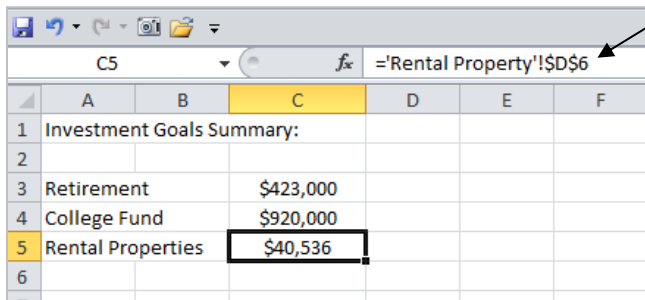 C5 fx ='Rental Property'!$D$6
A B C D E F
1 Investment Goals Summary:
2
3 Retirement $423,000
4 College Fund $920,000
5 Rental Properties $40,536
6